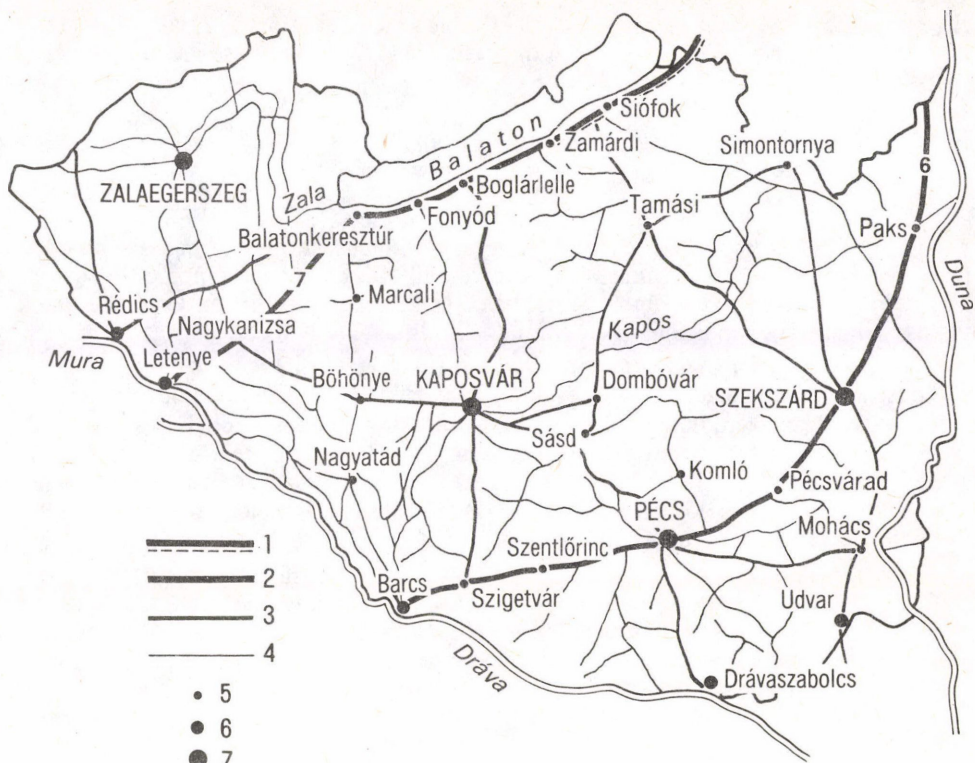 Siófok
Balaton
Zamárdi
Simontornya
6
ZALAEGERSZEG
Boglárlelle
Zala
Fonyód
Tamási
Paks
Balatonkeresztúr
7
Duna
Rédics
Marcali
Nagykanizsa
Kapos
Mura
Letenye
Böhönye
KAPOSVÁR
Dombóvár
SZEKSZÁRD
Sásd
Nagyatád
Komló
Pécsvárad
PÉCS
Mohács
1
Szentlőrinc
2
Barcs
Szigetvár
Udvar
3
4
Dráva
Drávaszabolcs
5
6
7